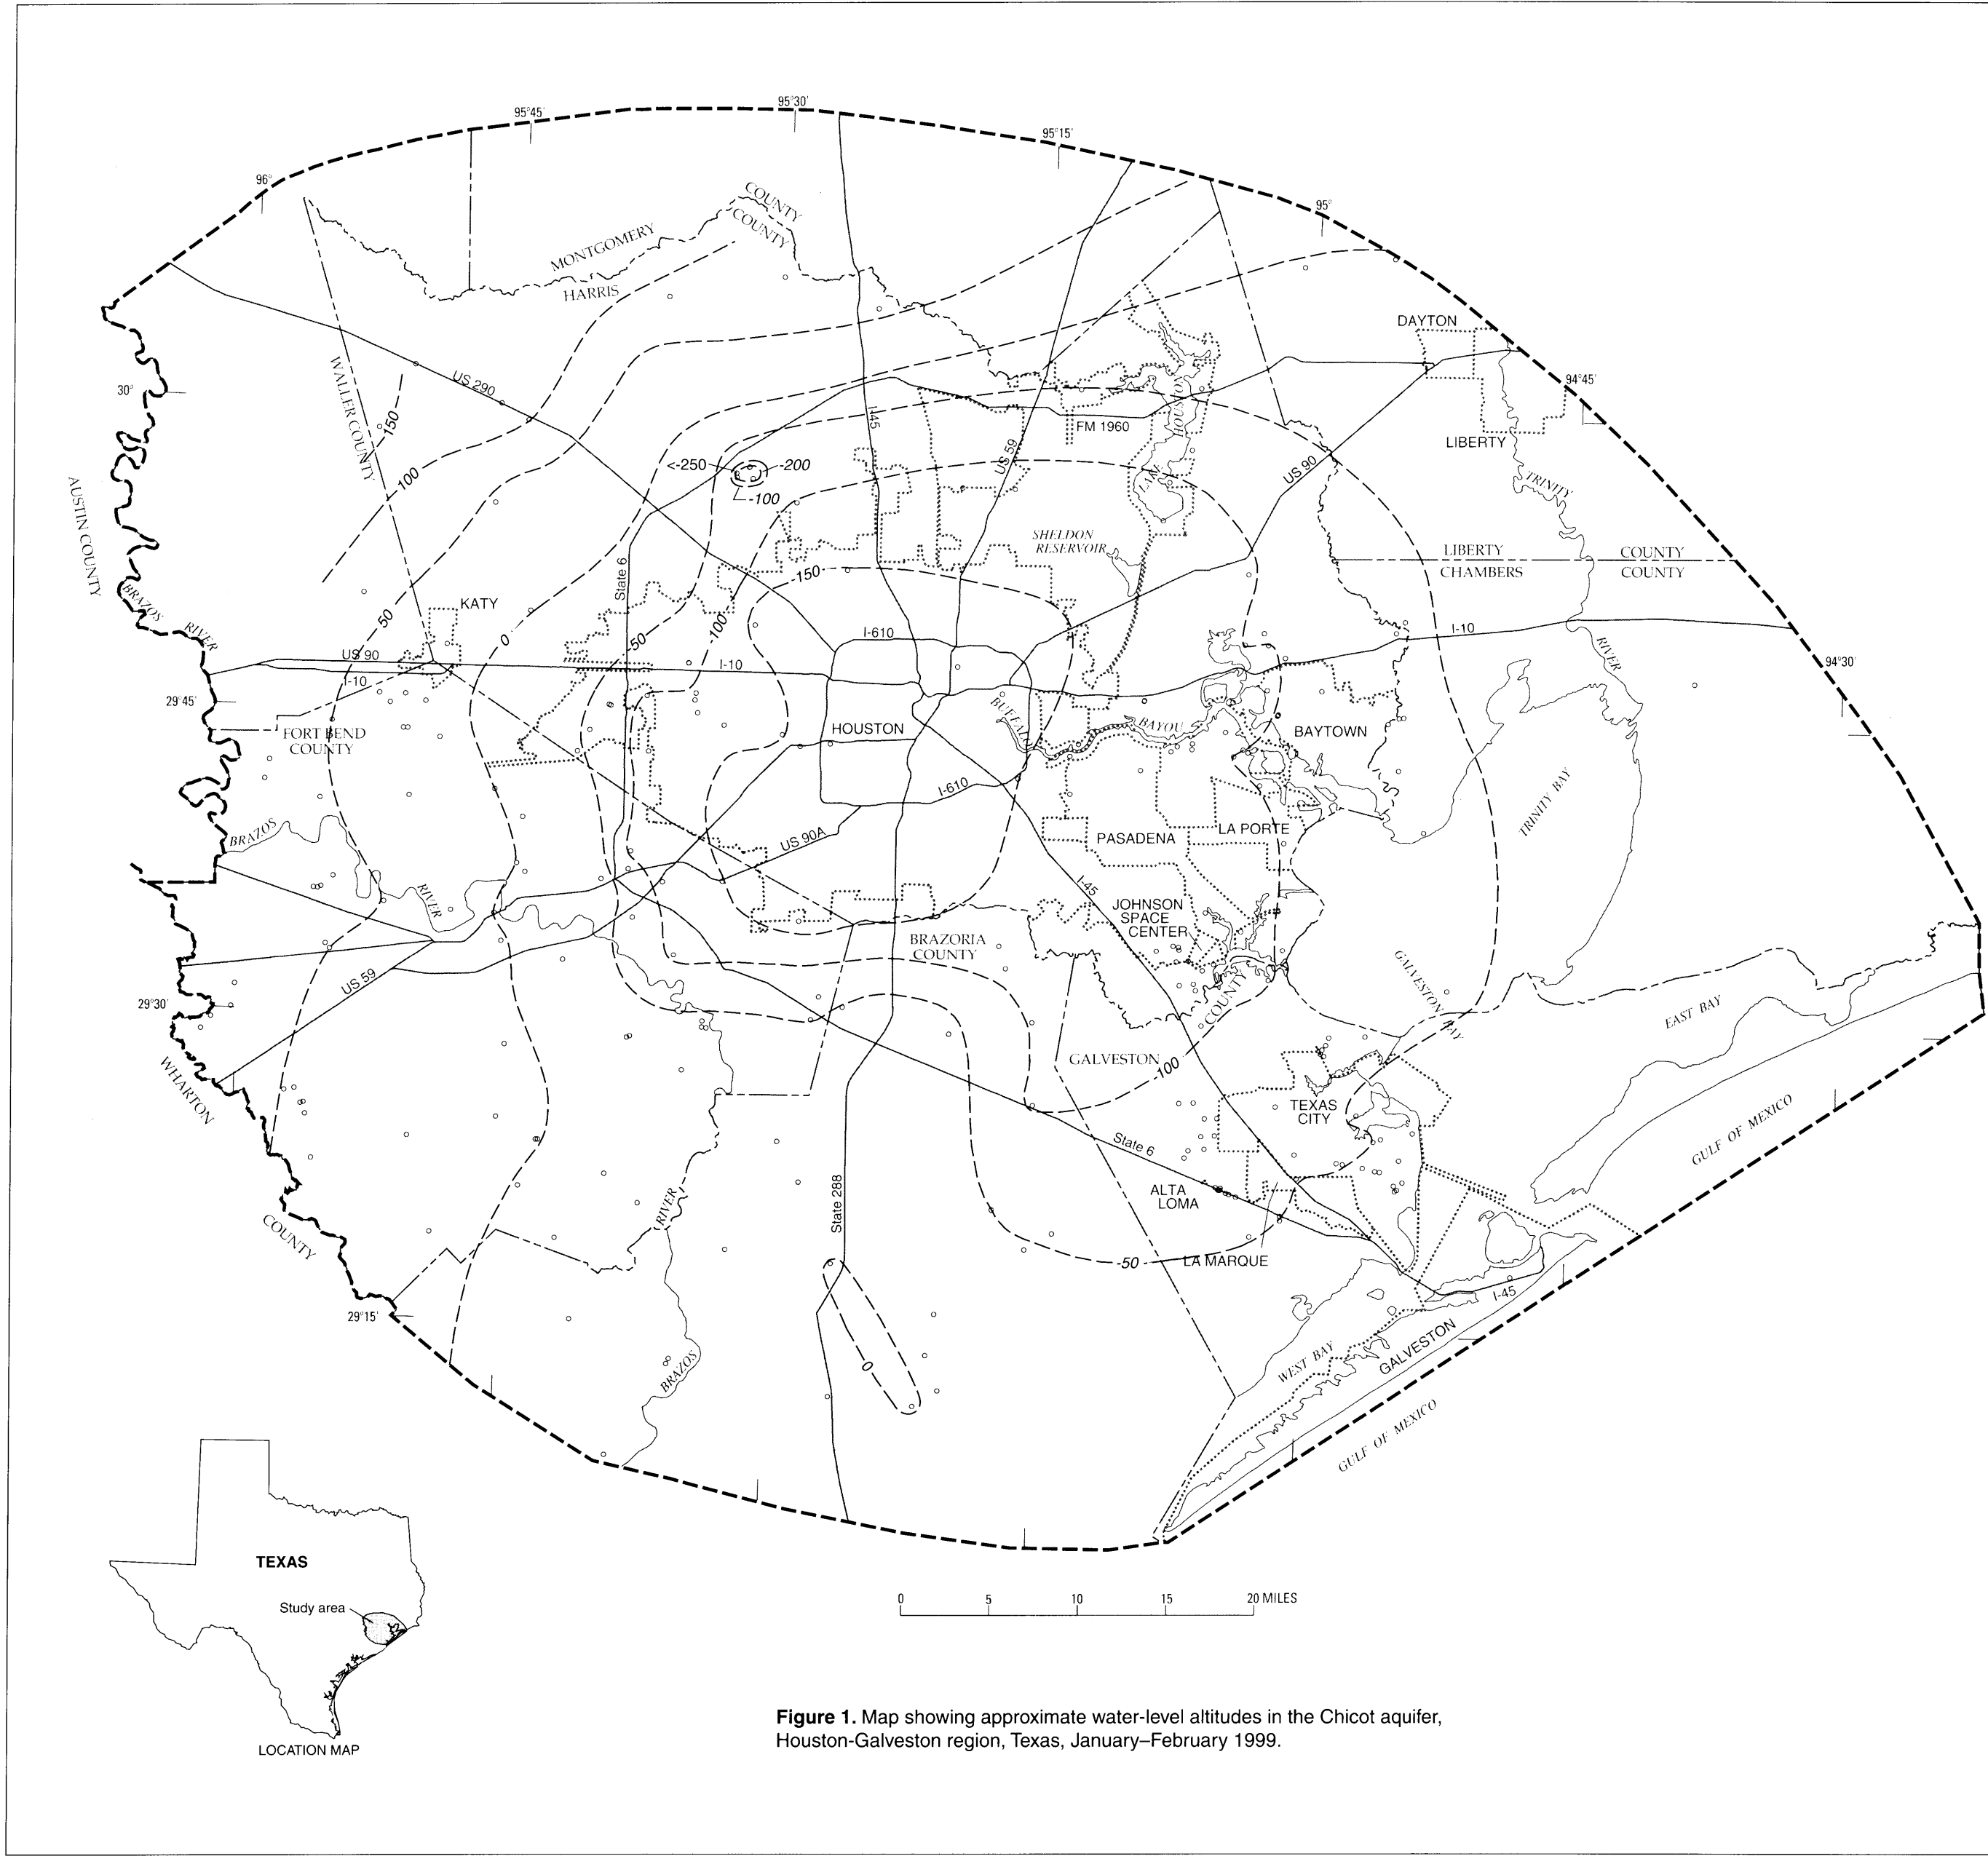 95°45'
95°30'
95°15'
96°
95°
COUNTY
COUNTY
MONTGOMERY
HARRIS
DAYTON
94°45'
30°
WALLER COUNTY
US 290
150
I-45
HOUSTON
LAKE
FM 1960
US 59
LIBERTY
<-250
-200
-100
100
US 90
TRINITY
AUSTIN COUNTY
SHELDON
RESERVOIR
LIBERTY
COUNTY
CHAMBERS
COUNTY
-150
State 6
BRAZOS
RIVER
KATY
50
0
-50
-100
I-610
I-10
RIVER
US 90
I-10
I-10
94°30'
29°45'
FORT BEND
COUNTY
HOUSTON
BUFFALO
BAYOU
BAYTOWN
I-610
TRINITY BAY
BRAZOS
RIVER
US 90A
PASADENA
LA PORTE
I-45
JOHNSON
SPACE
CENTER
BRAZORIA
COUNTY
GALVESTON BAY
US 59
29°30'
COUNTY
EAST BAY
WHARTON
GALVESTON
-100
TEXAS
CITY
GULF OF MEXICO
State 6
State 288
RIVER
ALTA
LOMA
COUNTY
-50
LA MARQUE
I-45
29°15'
0
BRAZOS
WEST BAY
GALVESTON
GULF OF MEXICO
TEXAS
Study area
LOCATION MAP
0 5 10 15 20 MILES
Figure 1. Map showing approximate water-level altitudes in the Chicot aquifer,
Houston-Galveston region, Texas, January–February 1999.